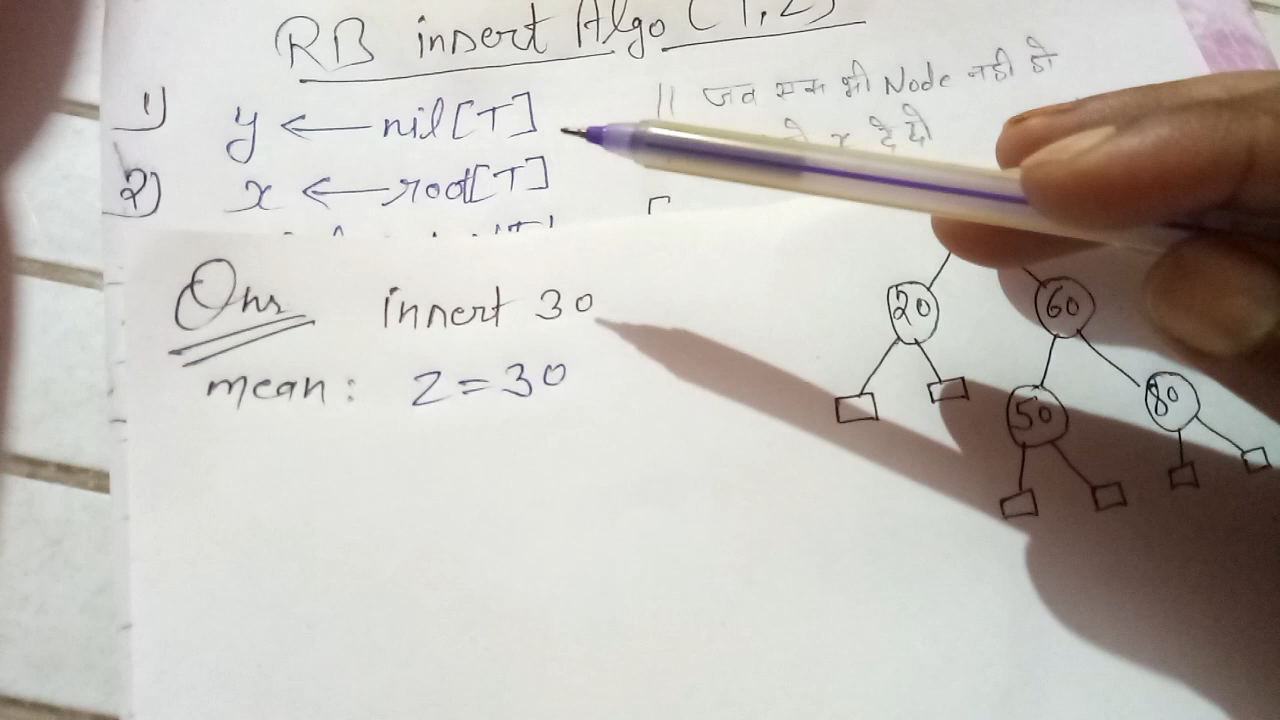 RB insert Algo (T,Z)
1) y ← nil[T] // जब एक भी Node नही हो
दे दो
2) x ← root[T]
Ons insert 30
mean: Z=30
20 60
50 80